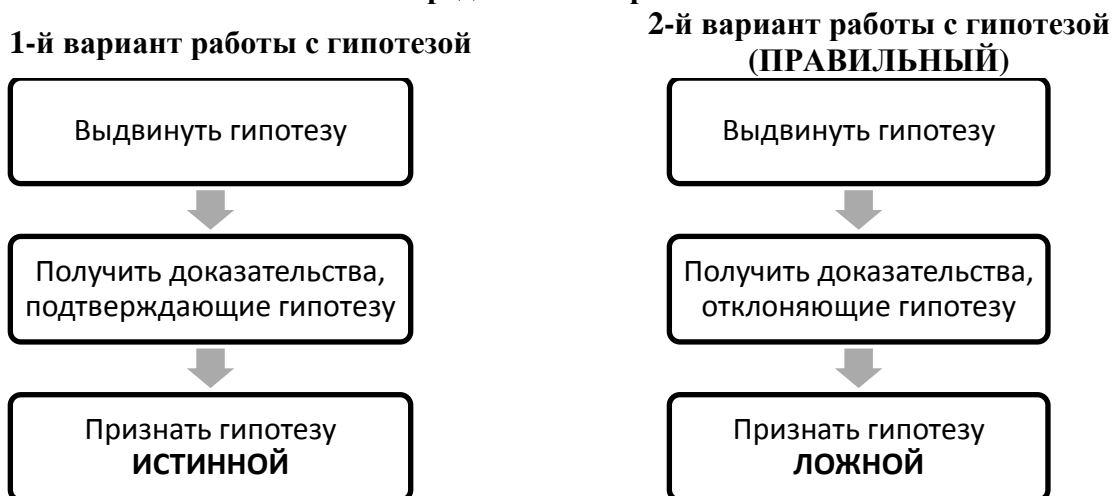 1-й вариант работы с гипотезой
Выдвинуть гипотезу
Получить доказательства,
подтверждающие гипотезу
Признать гипотезу
ИСТИННОЙ
2-й вариант работы с гипотезой
(ПРАВИЛЬНЫЙ)
Выдвинуть гипотезу
Получить доказательства,
отклоняющие гипотезу
Признать гипотезу
ЛОЖНОЙ